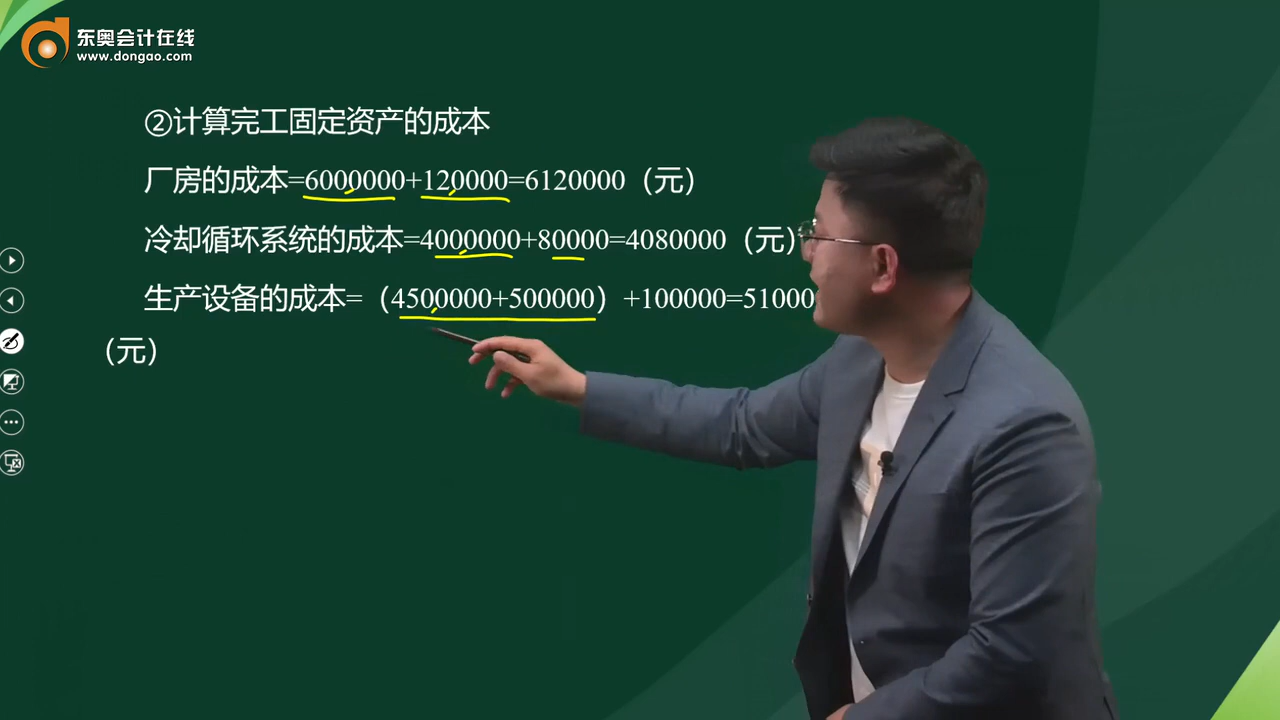 东奥会计在线
www.dongao.com
②计算完工固定资产的成本
厂房的成本=6000000+120000=6120000（元）
冷却循环系统的成本=4000000+80000=4080000（元）
生产设备的成本=（4500000+500000）+100000=51000
（元）